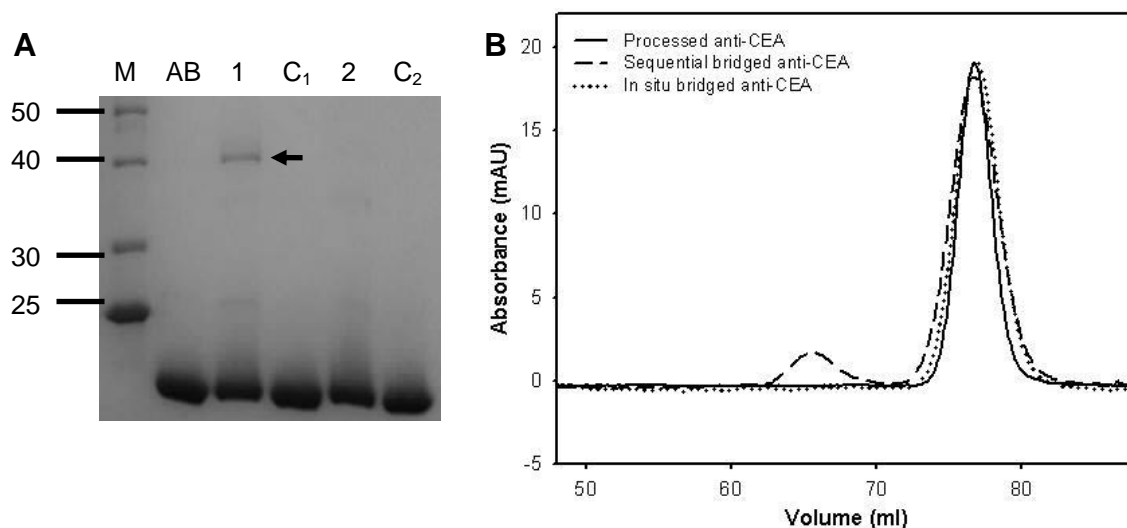 A
M AB 1 C₁ 2 C₂
50
40
30
25
B
Processed anti-CEA
Sequential bridged anti-CEA
In situ bridged anti-CEA
Absorbance (mAU)
20
15
10
5
0
-5
50 60 70 80
Volume (ml)